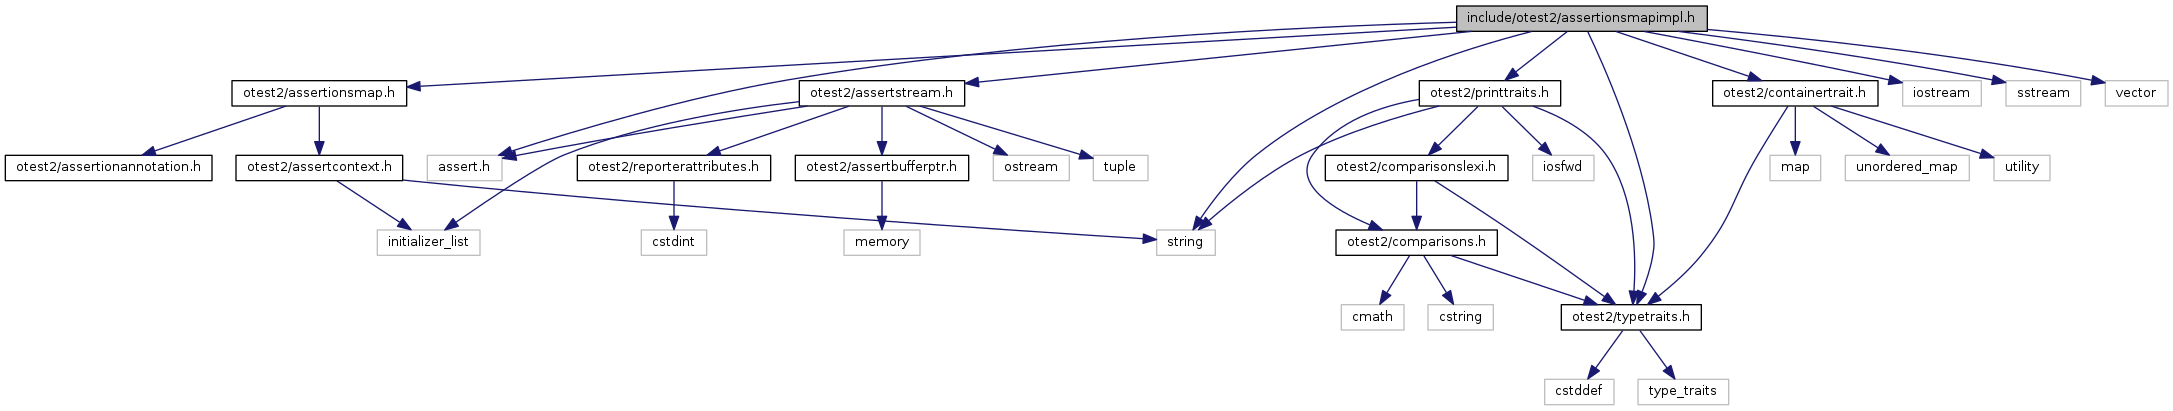 include/otest2/assertionsmapimpl.h
otest2/assertionsmap.h
otest2/assertstream.h
otest2/printtraits.h
otest2/containertrait.h
iostream
sstream
vector
otest2/assertionannotation.h
otest2/assertcontext.h
assert.h
otest2/reporterattributes.h
otest2/assertbufferptr.h
ostream
tuple
otest2/comparisonslexi.h
iosfwd
map
unordered_map
utility
initializer_list
cstdint
memory
string
otest2/comparisons.h
cmath
cstring
otest2/typetraits.h
cstddef
type_traits